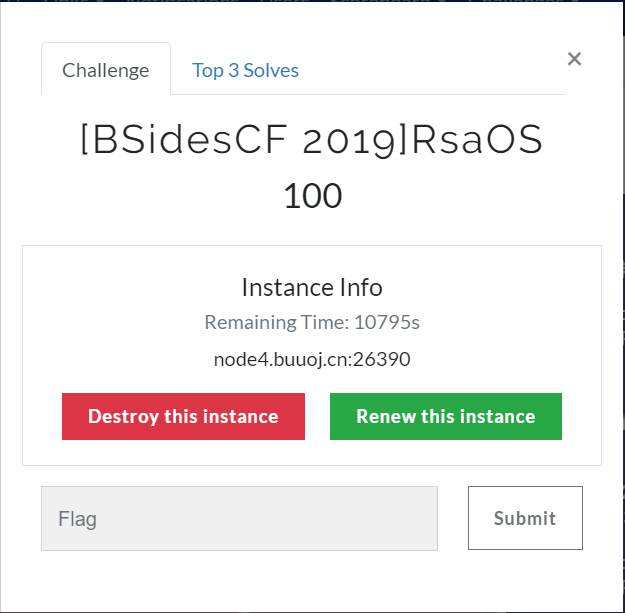 Challenge
Top 3 Solves
×
[BSidesCF 2019]RsaOS
100
Instance Info
Remaining Time: 10795s
node4.buuoj.cn:26390
Destroy this instance
Renew this instance
Flag
Submit